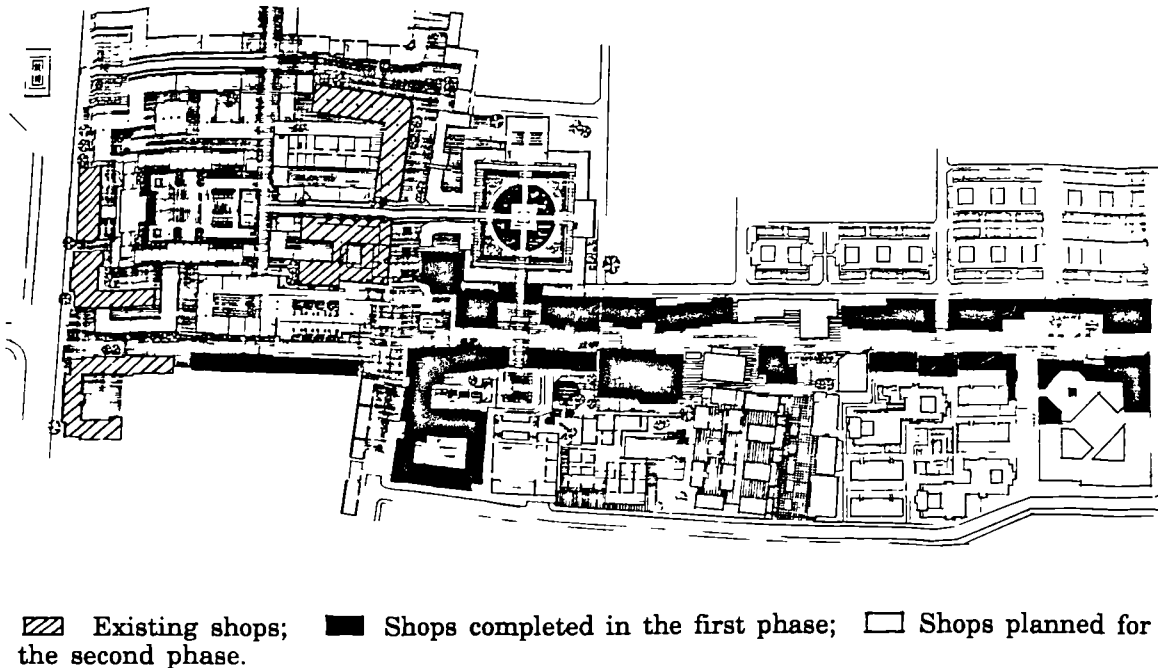 Existing shops; Shops completed in the first phase; Shops planned for
the second phase.